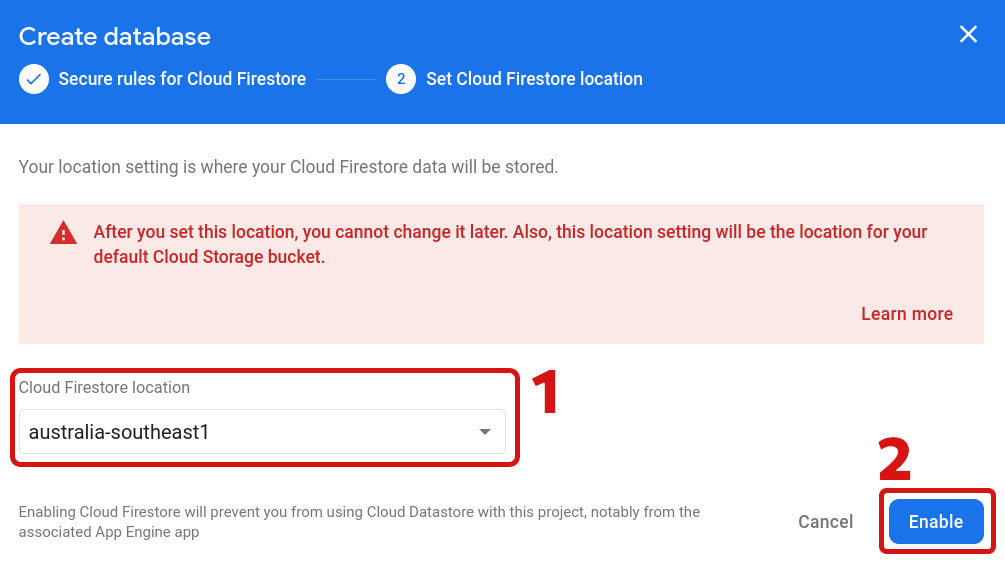 Create database
Secure rules for Cloud Firestore
2 Set Cloud Firestore location
Your location setting is where your Cloud Firestore data will be stored.
After you set this location, you cannot change it later. Also, this location setting will be the location for your
default Cloud Storage bucket.
Learn more
Cloud Firestore location
1
australia-southeast1
2
Enabling Cloud Firestore will prevent you from using Cloud Datastore with this project, notably from the
associated App Engine app
Cancel
Enable